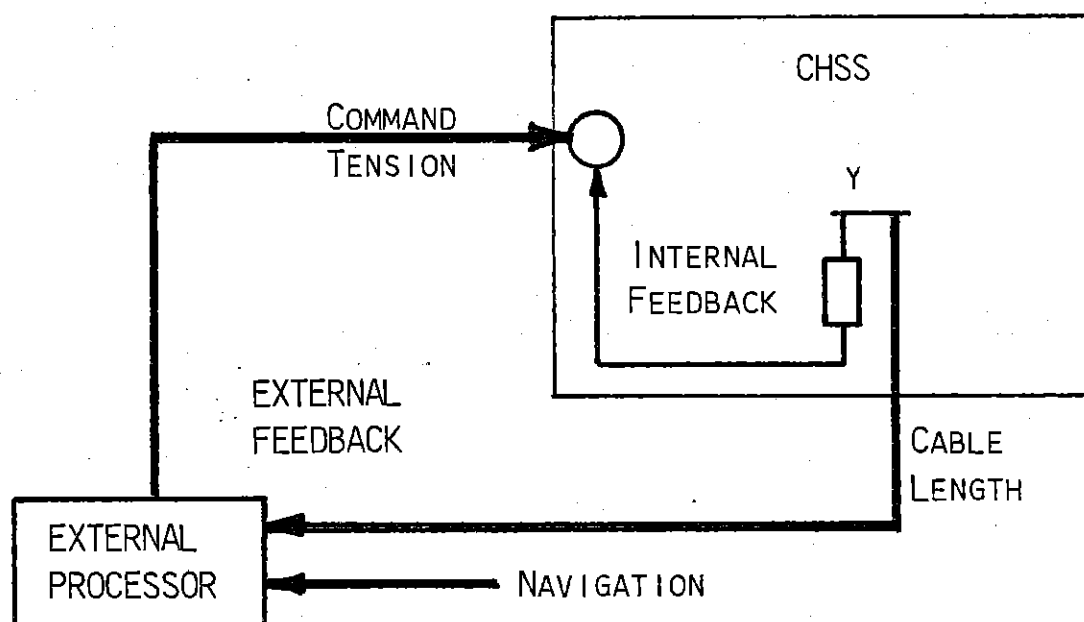 CHSS
COMMAND
TENSION
Y
INTERNAL
FEEDBACK
EXTERNAL
FEEDBACK
CABLE
LENGTH
EXTERNAL
PROCESSOR
NAVIGATION